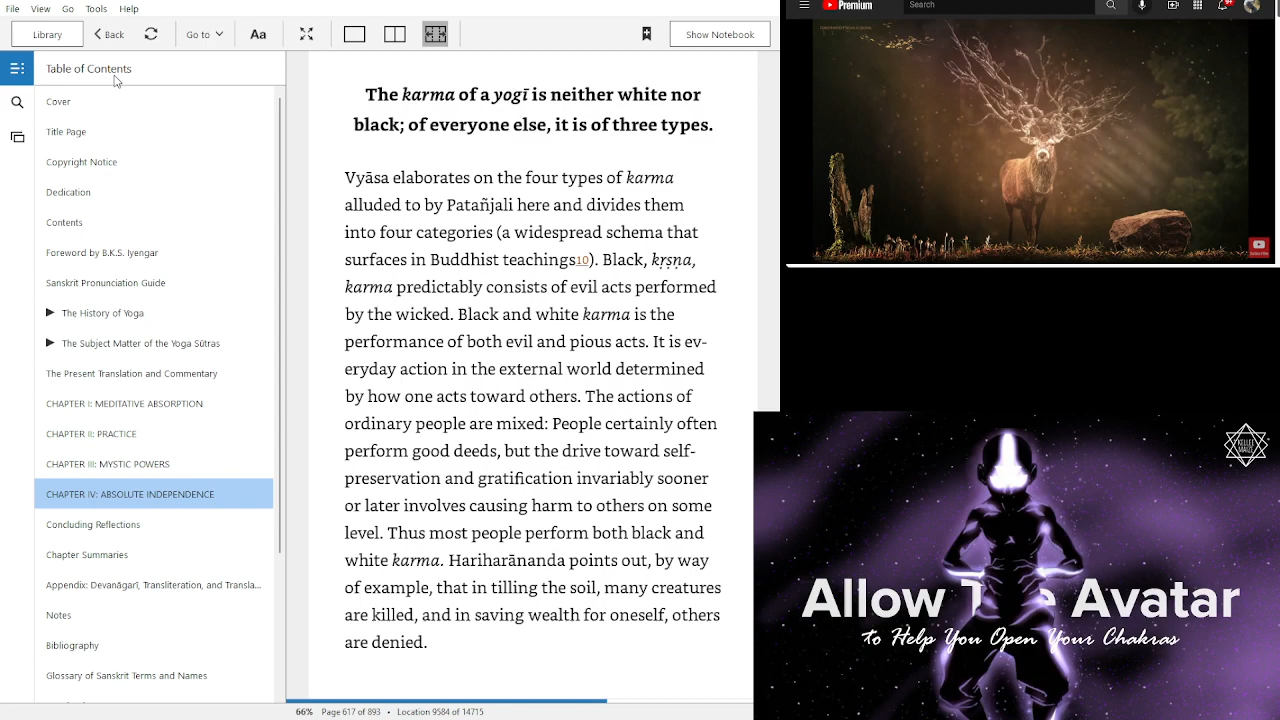 File View Go Tools Help
Library
Back
Go to
Aa
Show Notebook
Table of Contents
Cover
Title Page
Copyright Notice
Dedication
Contents
Foreword by B.K.S. Iyengar
Sanskrit Pronunciation Guide
The History of Yoga
The Subject Matter of the Yoga Sūtras
The Present Translation and Commentary
CHAPTER I: MEDITATIVE ABSORPTION
CHAPTER II: PRACTICE
CHAPTER III: MYSTIC POWERS
CHAPTER IV: ABSOLUTE INDEPENDENCE
Concluding Reflections
Chapter Summaries
Appendix: Devanāgarī, Transliteration, and Transla...
Notes
Bibliography
Glossary of Sanskrit Terms and Names
The karma of a yogī is neither white nor
black; of everyone else, it is of three types.
Vyāsa elaborates on the four types of karma
alluded to by Patañjali here and divides them
into four categories (a widespread schema that
surfaces in Buddhist teachings10). Black, kṛṣṇa,
karma predictably consists of evil acts performed
by the wicked. Black and white karma is the
performance of both evil and pious acts. It is ev-
eryday action in the external world determined
by how one acts toward others. The actions of
ordinary people are mixed: People certainly often
perform good deeds, but the drive toward self-
preservation and gratification invariably sooner
or later involves causing harm to others on some
level. Thus most people perform both black and
white karma. Hariharānanda points out, by way
of example, that in tilling the soil, many creatures
are killed, and in saving wealth for oneself, others
are denied.
66% Page 617 of 893 • Location 9584 of 14715
Premium
Search
9+
Subscribe
Allow T e Avatar
to Help You Open Your Chakras